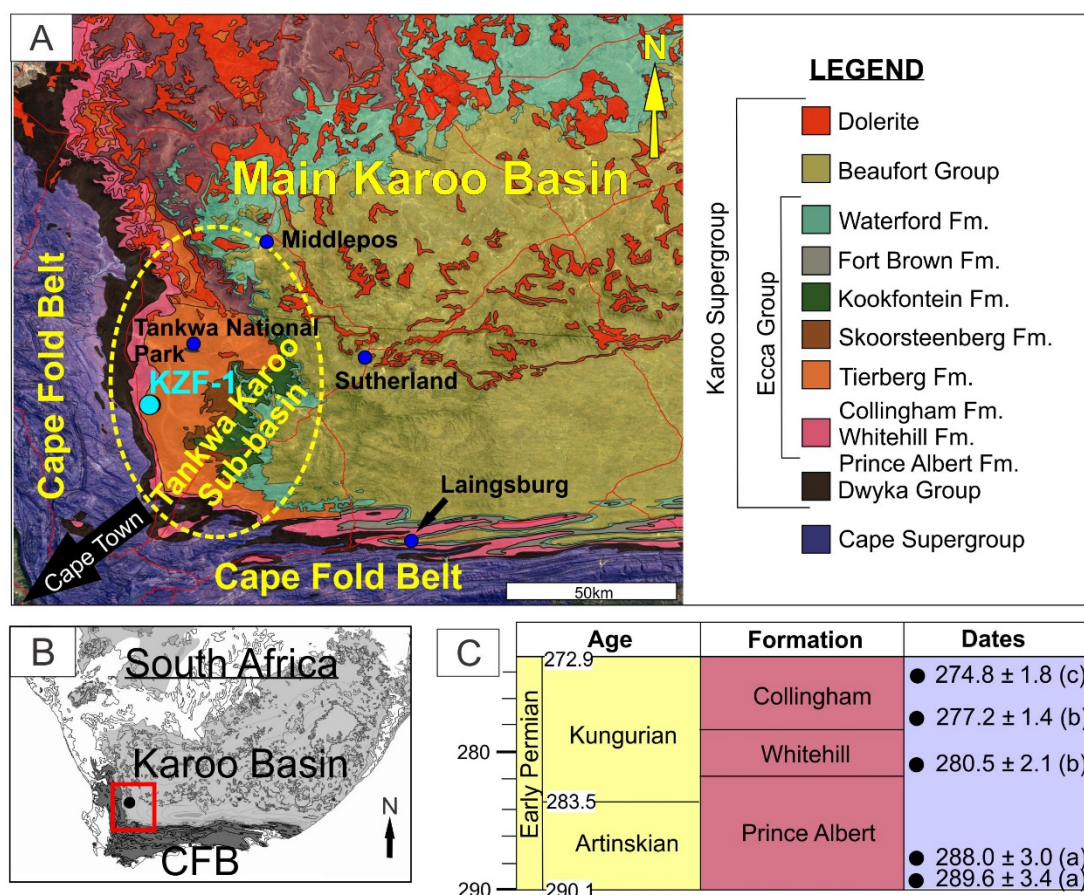 A
N
Main Karoo Basin
Middlepos
Cape Fold Belt
Tankwa National
Park
KZF-1
Tankwa Karoo
Sub-basin
Sutherland
Laingsburg
Cape Town
Cape Fold Belt
50km
LEGEND
Karoo Supergroup
Ecca Group
Dolerite
Beaufort Group
Waterford Fm.
Fort Brown Fm.
Kookfontein Fm.
Skoorsteenberg Fm.
Tierberg Fm.
Collingham Fm.
Whitehill Fm.
Prince Albert Fm.
Dwyka Group
Cape Supergroup
B
South Africa
Karoo Basin
N
CFB
C
Age Formation Dates
Early Permian
272.9
280
283.5
290
290.1
Kungurian
Artinskian
Collingham
Whitehill
Prince Albert
274.8 ± 1.8 (c)
277.2 ± 1.4 (b)
280.5 ± 2.1 (b)
288.0 ± 3.0 (a)
289.6 ± 3.4 (a)